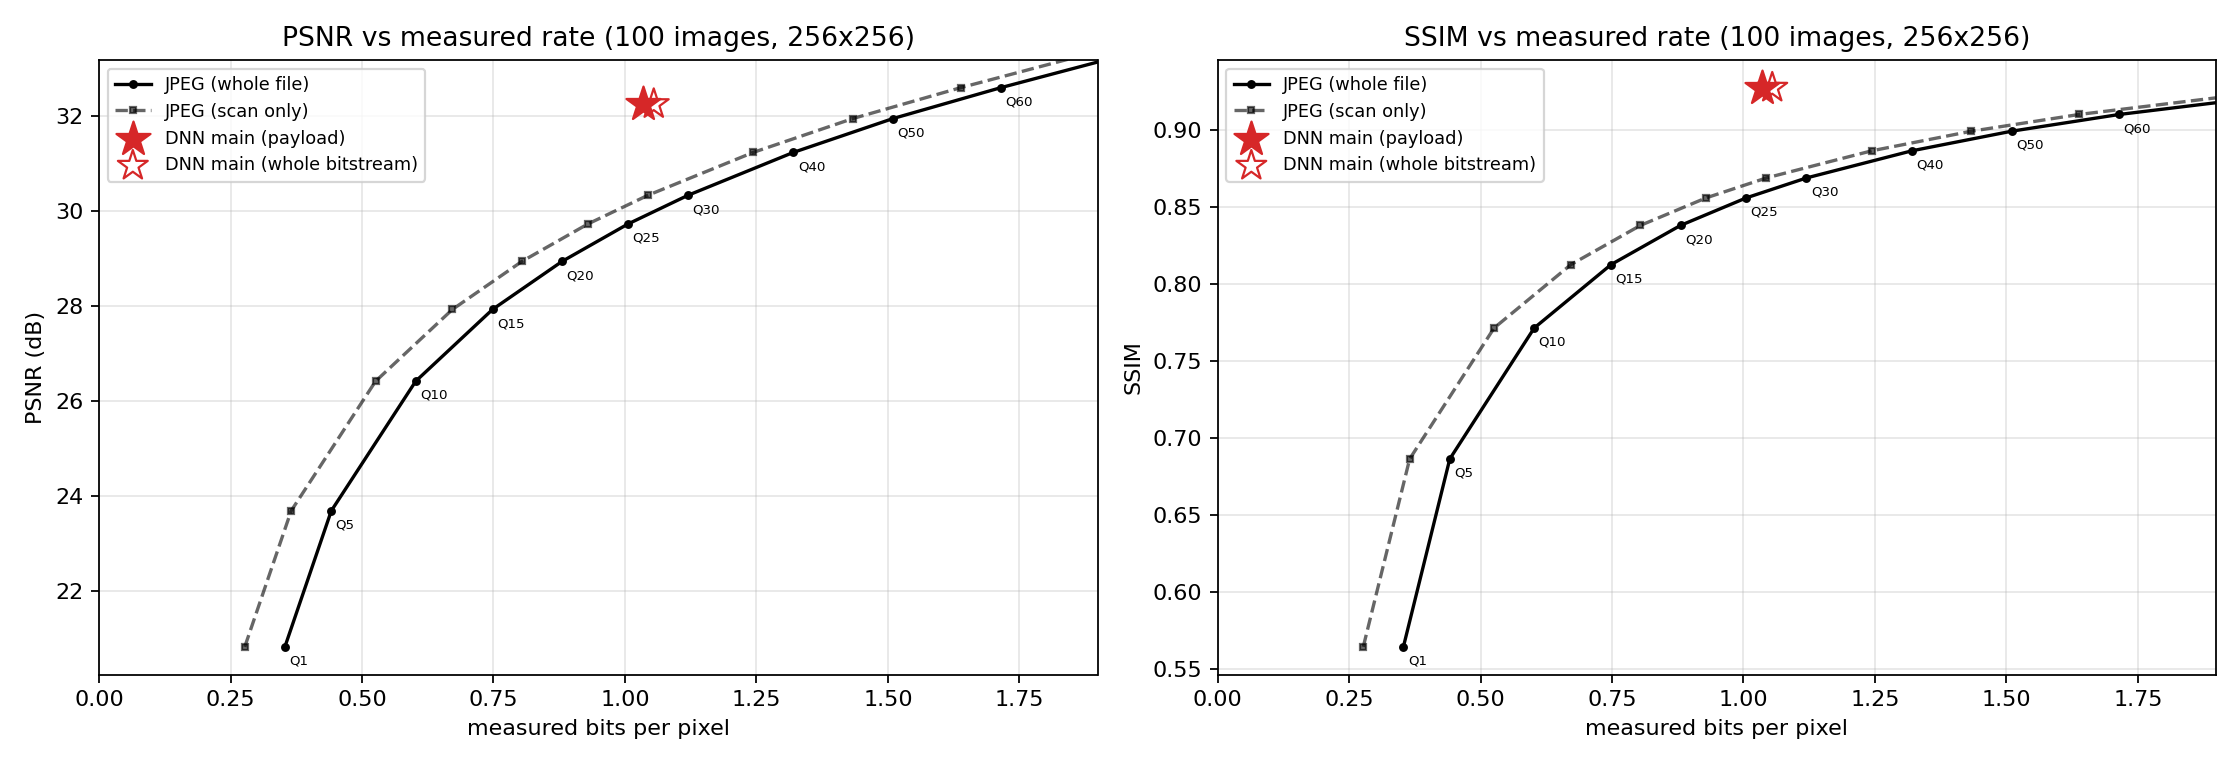 PSNR vs measured rate (100 images, 256x256)
JPEG (whole file)
JPEG (scan only)
DNN main (payload)
DNN main (whole bitstream)
PSNR (dB)
32
30
28
26
24
22
Q1
Q5
Q10
Q15
Q20
Q25
Q30
Q40
Q50
Q60
0.00 0.25 0.50 0.75 1.00 1.25 1.50 1.75
measured bits per pixel
SSIM vs measured rate (100 images, 256x256)
JPEG (whole file)
JPEG (scan only)
DNN main (payload)
DNN main (whole bitstream)
SSIM
0.90
0.85
0.80
0.75
0.70
0.65
0.60
0.55
Q1
Q5
Q10
Q15
Q20
Q25
Q30
Q40
Q50
Q60
0.00 0.25 0.50 0.75 1.00 1.25 1.50 1.75
measured bits per pixel